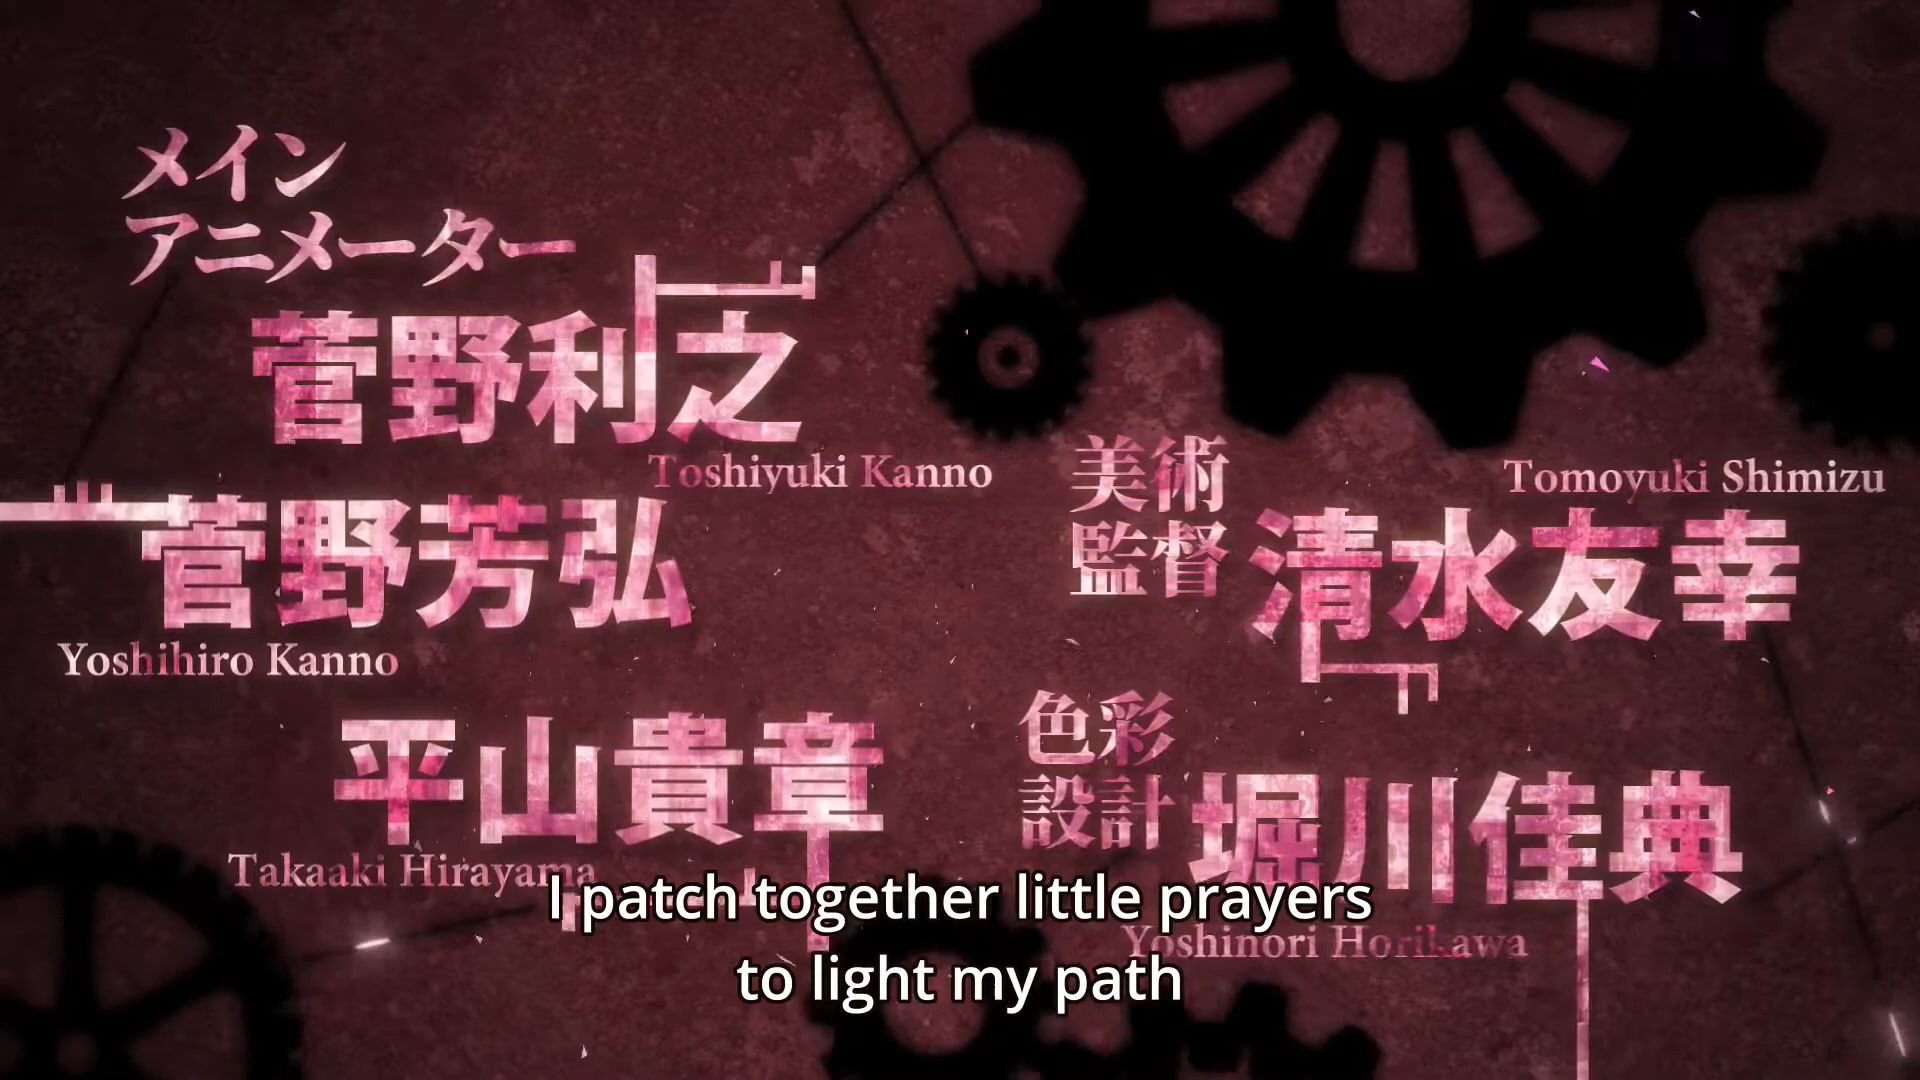 メイン
アニメーター
菅野利之
Toshiyuki Kanno
菅野芳弘
Yoshihiro Kanno
平山貴章
Takaaki Hirayama
美術
監督
Tomoyuki Shimizu
清水友幸
色彩
設計
堀川佳典
Yoshinori Horikawa
I patch together little prayers
to light my path